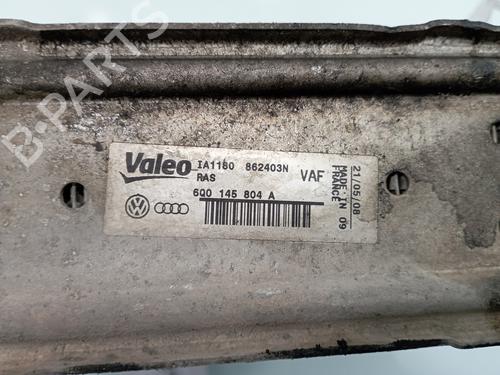 B-PARTS
Valeo
IA1180 862403N
RAS
VAF
6Q0 145 804 A
21/05/08
MADE IN 09
FRANCE